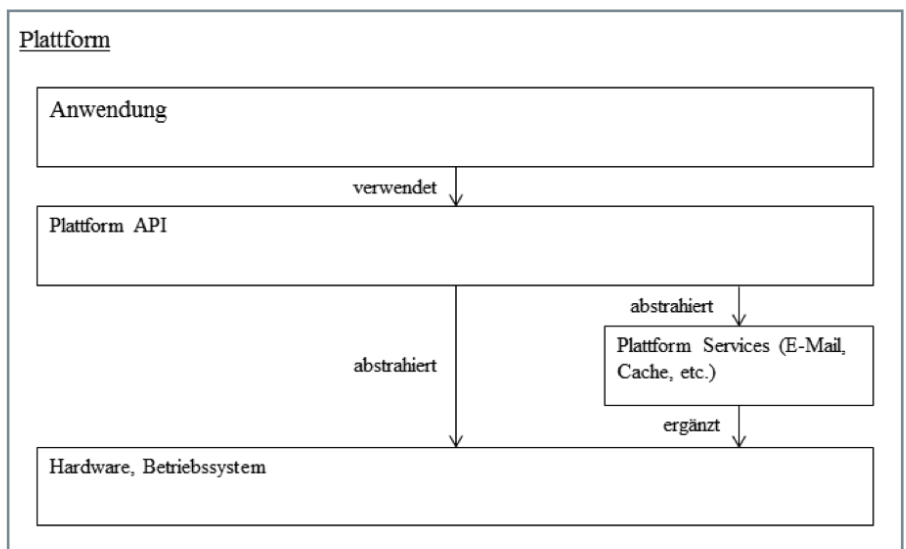 Plattform
Anwendung
verwendet
Plattform API
abstrahiert
Plattform Services (E-Mail,
Cache, etc.)
abstrahiert
ergänzt
Hardware, Betriebssystem